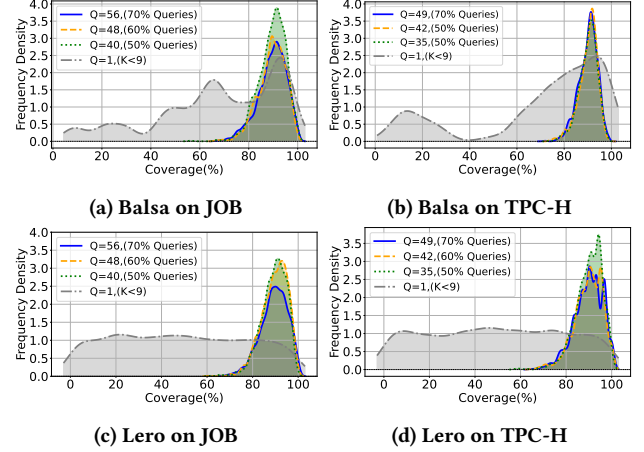 Frequency Density
4.0
3.5
3.0
2.5
2.0
1.5
1.0
0.5
0.0
Q=56,(70% Queries)
Q=48,(60% Queries)
Q=40,(50% Queries)
Q=1,(K<9)
20 40 60 80 100
Coverage(%)
(a) Balsa on JOB
Frequency Density
4.0
3.5
3.0
2.5
2.0
1.5
1.0
0.5
0.0
Q=49,(70% Queries)
Q=42,(60% Queries)
Q=35,(50% Queries)
Q=1,(K<9)
0 20 40 60 80 100
Coverage(%)
(b) Balsa on TPC-H
Frequency Density
4.0
3.5
3.0
2.5
2.0
1.5
1.0
0.5
0.0
Q=56,(70% Queries)
Q=48,(60% Queries)
Q=40,(50% Queries)
Q=1,(K<9)
0 20 40 60 80 100
Coverage(%)
(c) Lero on JOB
Frequency Density
3.5
3.0
2.5
2.0
1.5
1.0
0.5
0.0
Q=49,(70% Queries)
Q=42,(60% Queries)
Q=35,(50% Queries)
Q=1,(K<9)
0 20 40 60 80 100
Coverage(%)
(d) Lero on TPC-H